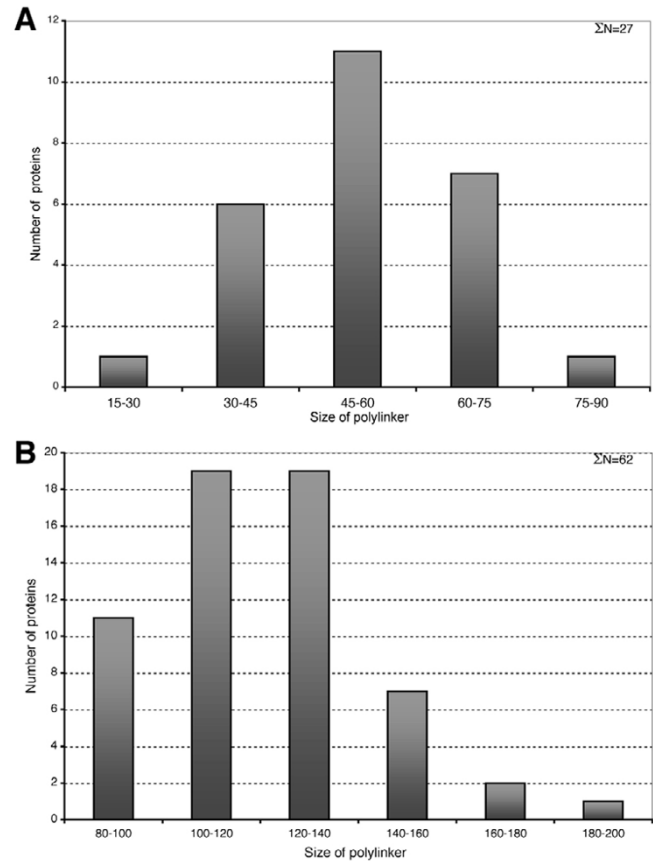 A
ΣN=27
12
10
8
6
4
2
0
Number of proteins
15-30 30-45 45-60 60-75 75-90
Size of polylinker
B
ΣN=62
20
18
16
14
12
10
8
6
4
2
0
Number of proteins
80-100 100-120 120-140 140-160 160-180 180-200
Size of polylinker